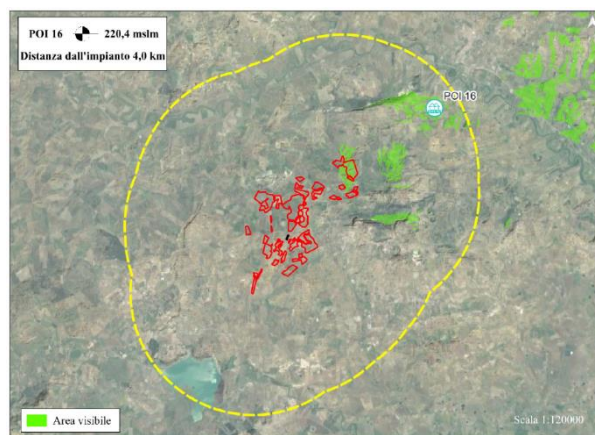 POI 16 220,4 mslm
Distanza dall'impianto 4,0 km
POI 16
Area visibile
Scala 1:120000